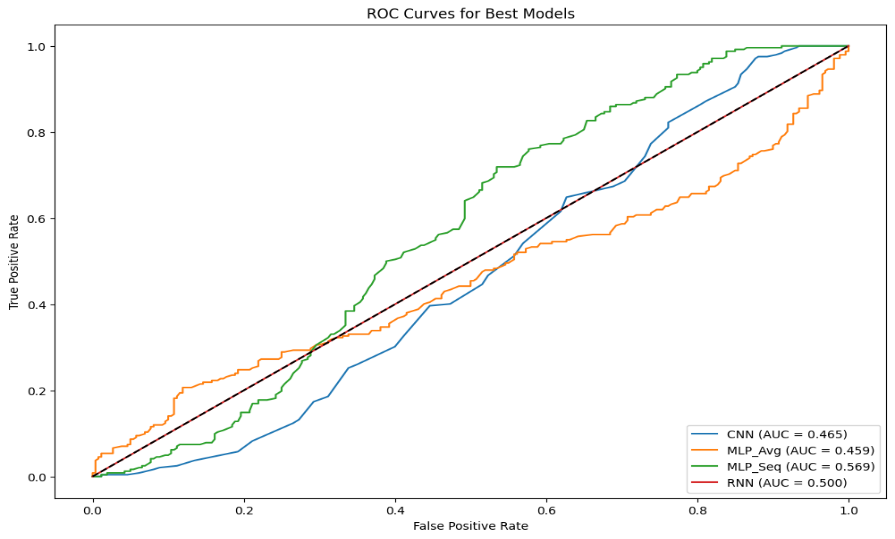 ROC Curves for Best Models
True Positive Rate
1.0
0.8
0.6
0.4
0.2
0.0
CNN (AUC = 0.465)
MLP_Avg (AUC = 0.459)
MLP_Seq (AUC = 0.569)
RNN (AUC = 0.500)
0.0 0.2 0.4 0.6 0.8 1.0
False Positive Rate